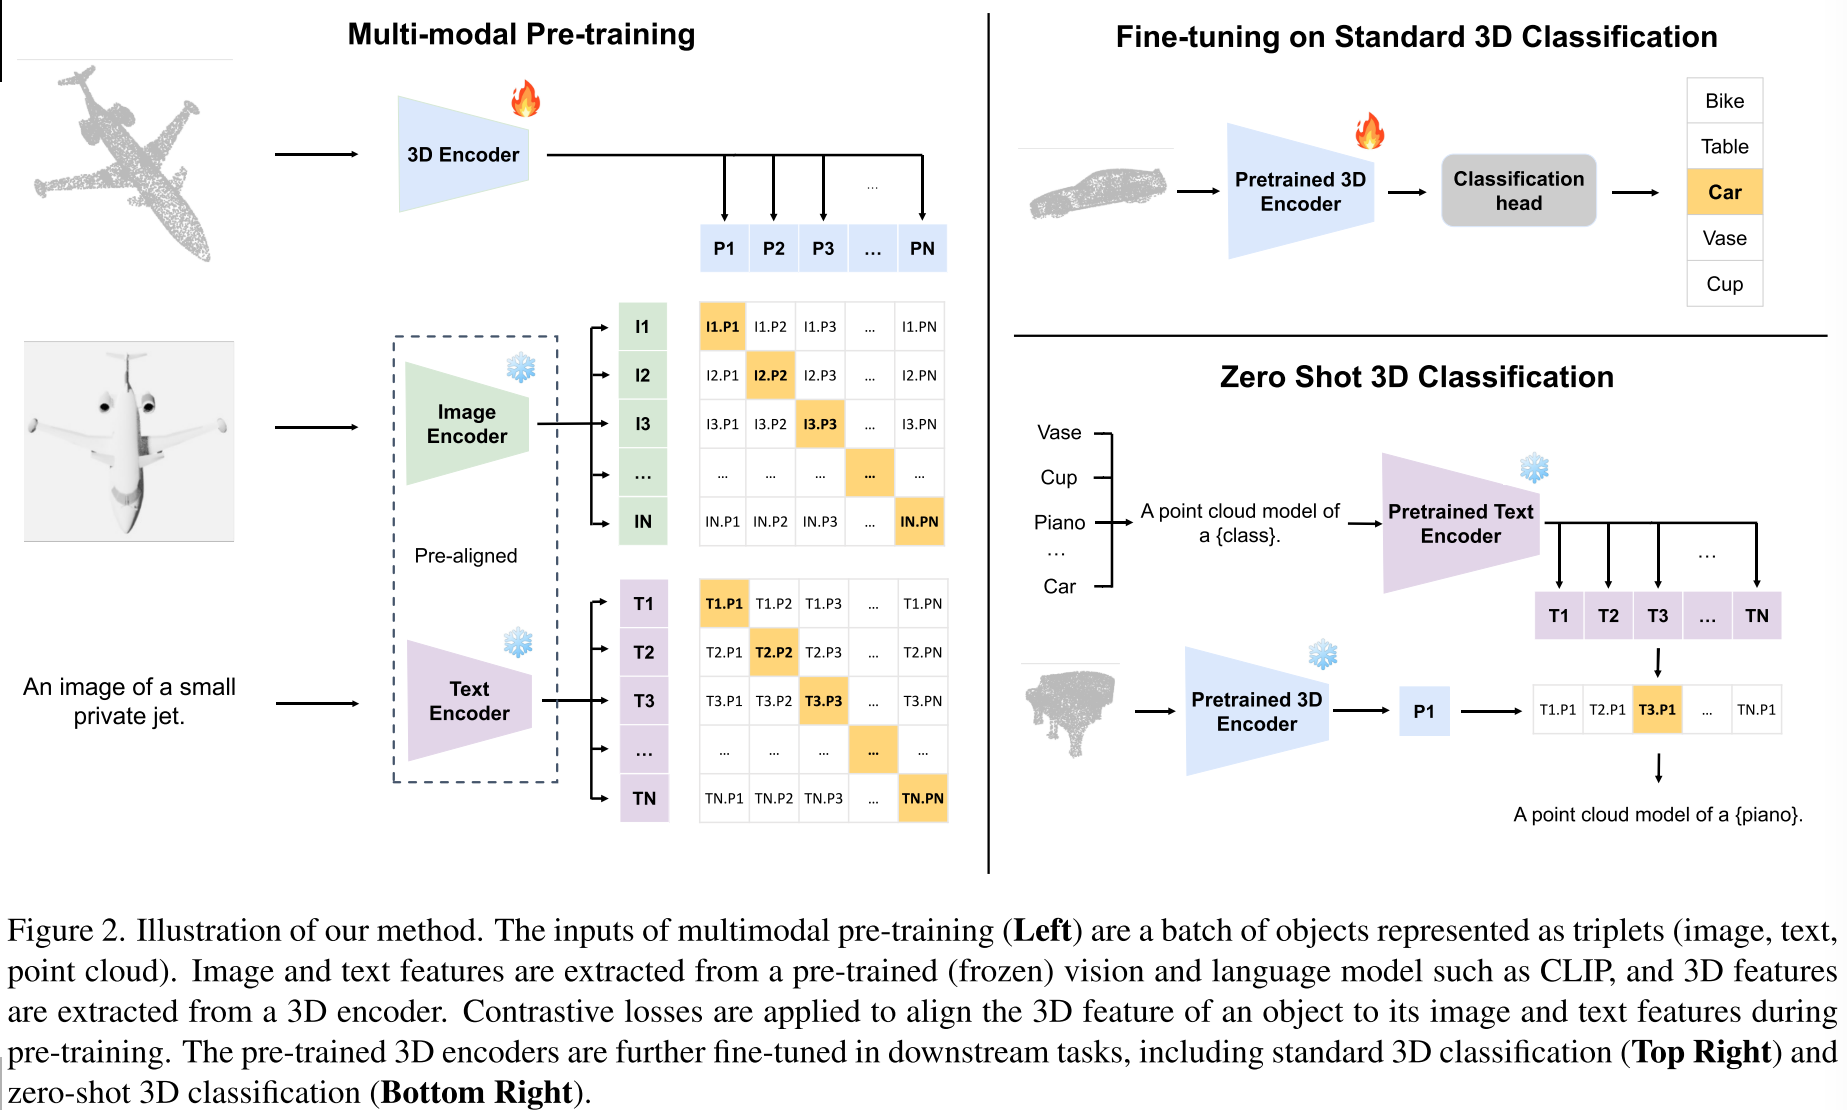 Multi-modal Pre-training
3D Encoder
...
P1 P2 P3 ... PN
Image
Encoder
Pre-aligned
Text
Encoder
An image of a small
private jet.
I1 I1.P1 I1.P2 I1.P3 ... I1.PN
I2 I2.P1 I2.P2 I2.P3 ... I2.PN
I3 I3.P1 I3.P2 I3.P3 ... I3.PN
... ... ... ... ... ...
IN IN.P1 IN.P2 IN.P3 ... IN.PN
T1 T1.P1 T1.P2 T1.P3 ... T1.PN
T2 T2.P1 T2.P2 T2.P3 ... T2.PN
T3 T3.P1 T3.P2 T3.P3 ... T3.PN
... ... ... ... ... ...
TN TN.P1 TN.P2 TN.P3 ... TN.PN
Fine-tuning on Standard 3D Classification
Pretrained 3D
Encoder
Classification
head
Bike
Table
Car
Vase
Cup
Zero Shot 3D Classification
Vase
Cup
Piano
...
Car
A point cloud model of
a {class}.
Pretrained Text
Encoder
...
T1 T2 T3 ... TN
Pretrained 3D
Encoder
P1
T1.P1 T2.P1 T3.P1 ... TN.P1
A point cloud model of a {piano}.
Figure 2. Illustration of our method. The inputs of multimodal pre-training (Left) are a batch of objects represented as triplets (image, text,
point cloud). Image and text features are extracted from a pre-trained (frozen) vision and language model such as CLIP, and 3D features
are extracted from a 3D encoder. Contrastive losses are applied to align the 3D feature of an object to its image and text features during
pre-training. The pre-trained 3D encoders are further fine-tuned in downstream tasks, including standard 3D classification (Top Right) and
zero-shot 3D classification (Bottom Right).